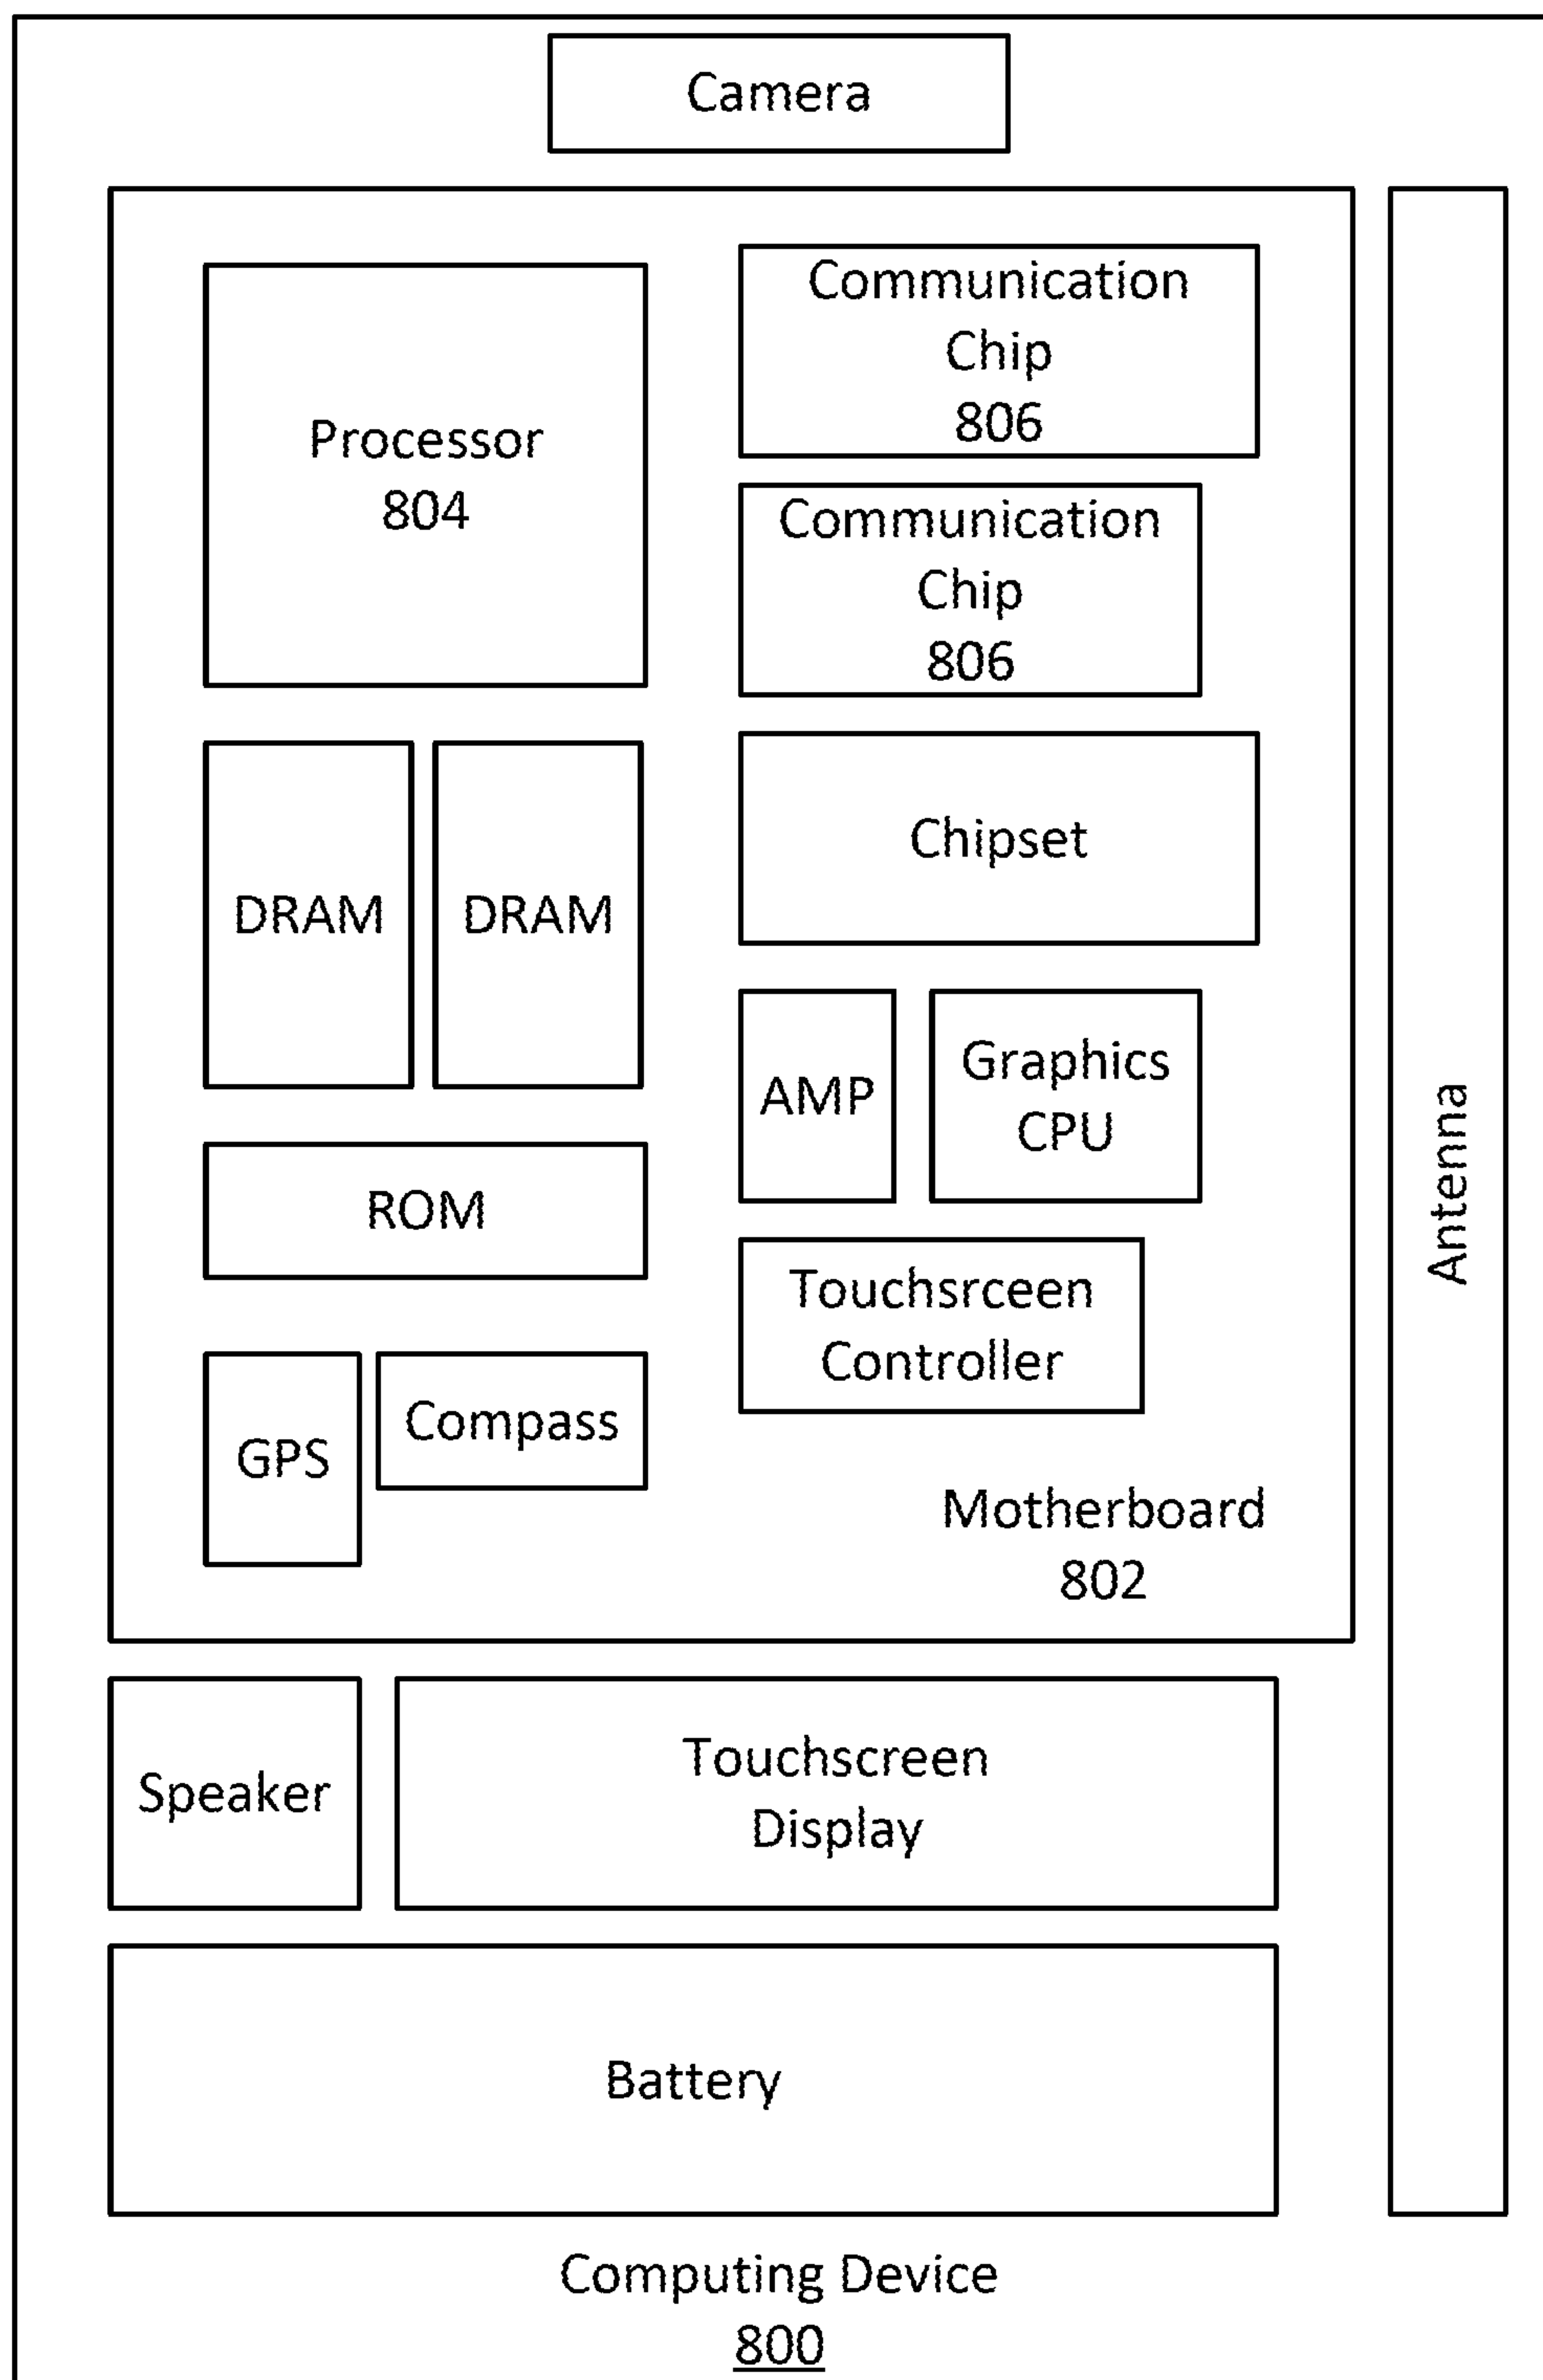 Camera
Processor
804
Communication
Chip
806
Communication
Chip
806
DRAM
DRAM
Chipset
AMP
Graphics
CPU
ROM
Touchsrceen
Controller
GPS
Compass
Motherboard
802
Antenna
Speaker
Touchscreen
Display
Battery
Computing Device
800